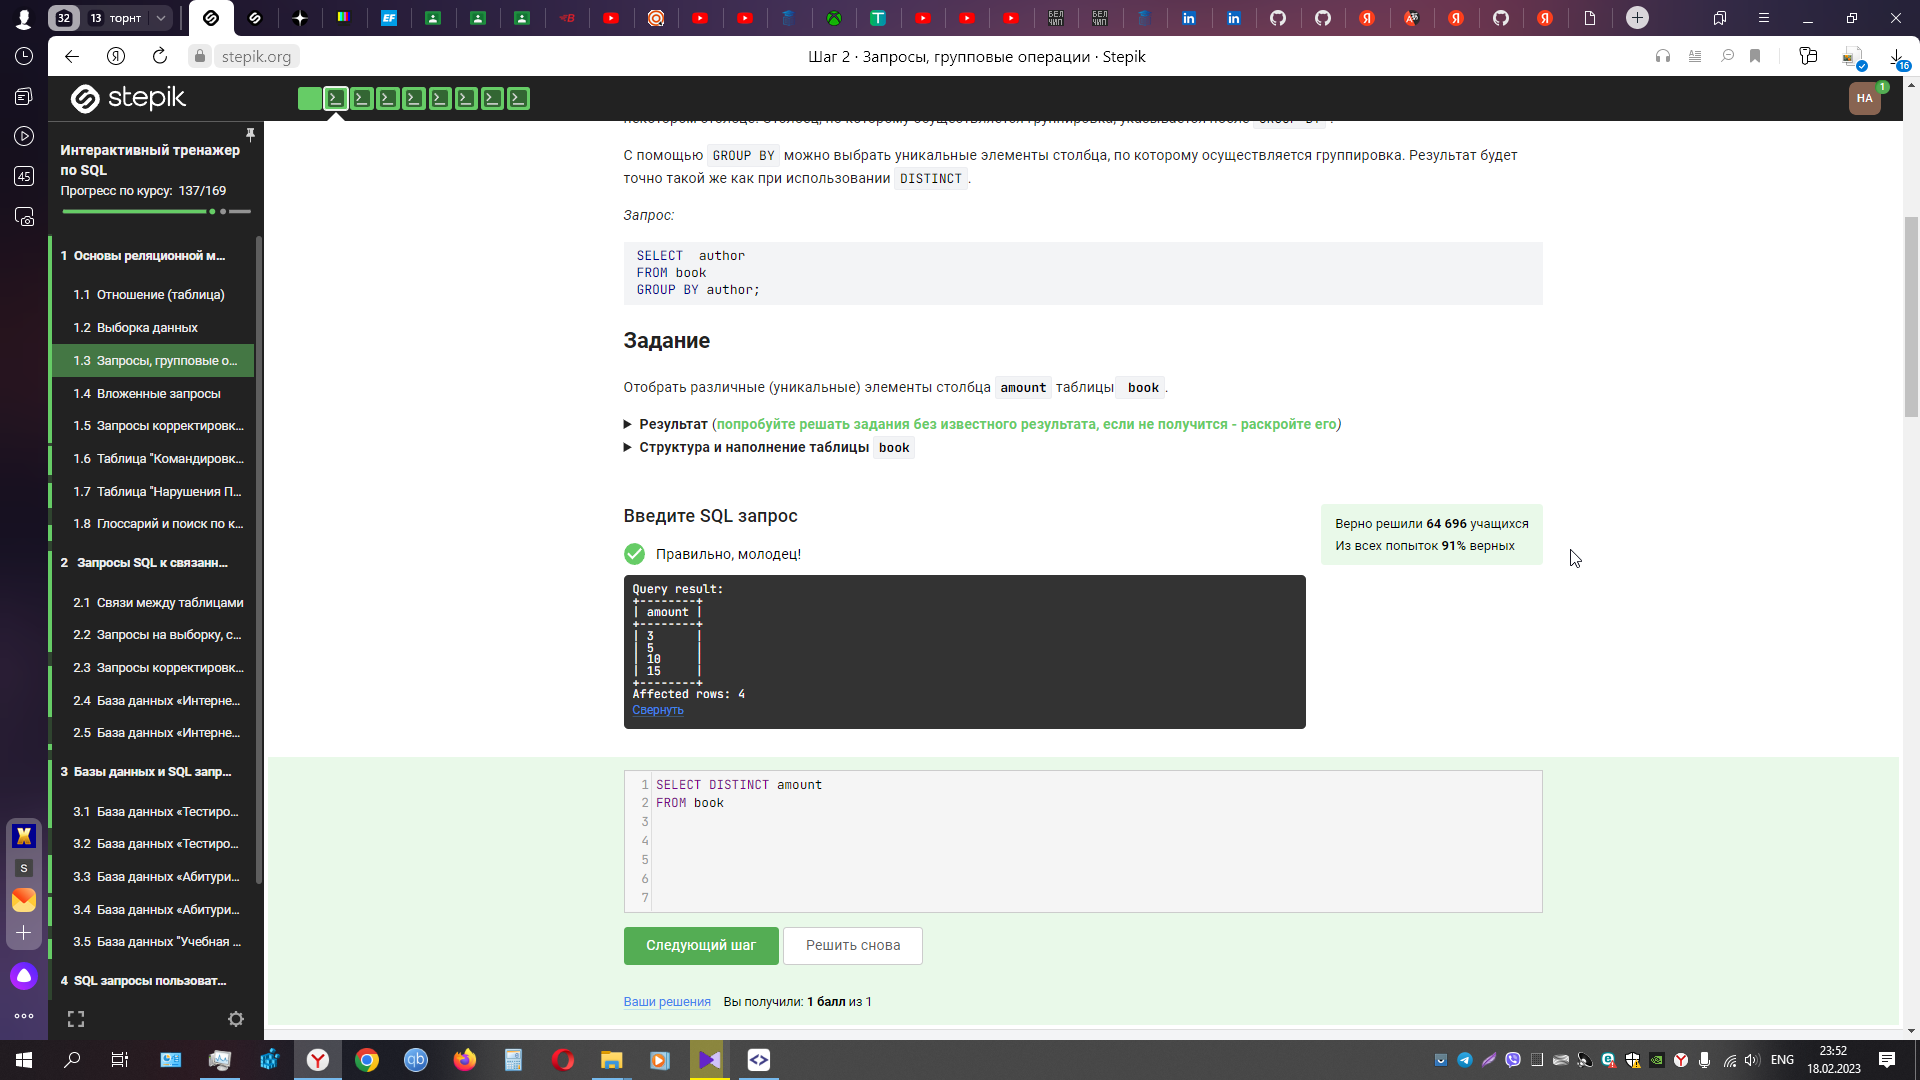 32
13 торнт
stepik.org
Шаг 2 · Запросы, групповые операции · Stepik
16
45
stepik
НА
1
Интерактивный тренажер
по SQL
Прогресс по курсу: 137/169
1 Основы реляционной м...
1.1 Отношение (таблица)
1.2 Выборка данных
1.3 Запросы, групповые о...
1.4 Вложенные запросы
1.5 Запросы корректировк...
1.6 Таблица "Командировк...
1.7 Таблица "Нарушения П...
1.8 Глоссарий и поиск по к...
2 Запросы SQL к связанн...
2.1 Связи между таблицами
2.2 Запросы на выборку, с...
2.3 Запросы корректировк...
2.4 База данных «Интерне...
2.5 База данных «Интерне...
3 Базы данных и SQL запр...
3.1 База данных «Тестиро...
3.2 База данных «Тестиро...
3.3 База данных «Абитури...
3.4 База данных «Абитури...
3.5 База данных "Учебная ...
4 SQL запросы пользоват...
С помощью GROUP BY можно выбрать уникальные элементы столбца, по которому осуществляется группировка. Результат будет
точно такой же как при использовании DISTINCT.
Запрос:
SELECT author
FROM book
GROUP BY author;
Задание
Отобрать различные (уникальные) элементы столбца amount таблицы book.
Результат (попробуйте решать задания без известного результата, если не получится - раскройте его)
Структура и наполнение таблицы book
Введите SQL запрос
Верно решили 64 696 учащихся
Из всех попыток 91% верных
Правильно, молодец!
Query result:
+--------+
| amount |
+--------+
| 3      |
| 5      |
| 10     |
| 15     |
+--------+
Affected rows: 4
Свернуть
1 SELECT DISTINCT amount
2 FROM book
3
4
5
6
7
Следующий шаг
Решить снова
Ваши решения Вы получили: 1 балл из 1
ENG
23:52
18.02.2023